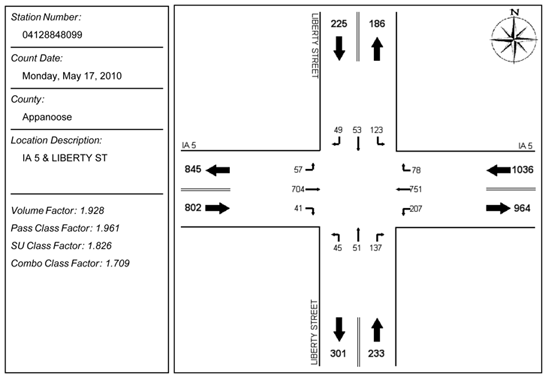 Station Number:
04128848099
Count Date:
Monday, May 17, 2010
County:
Appanoose
Location Description:
IA 5 & LIBERTY ST
Volume Factor: 1.928
Pass Class Factor: 1.961
SU Class Factor: 1.826
Combo Class Factor: 1.709
LIBERTY STREET
225 186
N
49 53 123
IA 5
IA 5
845 57 78 1036
704 751
802 41 207 964
45 51 137
LIBERTY STREET
301 233